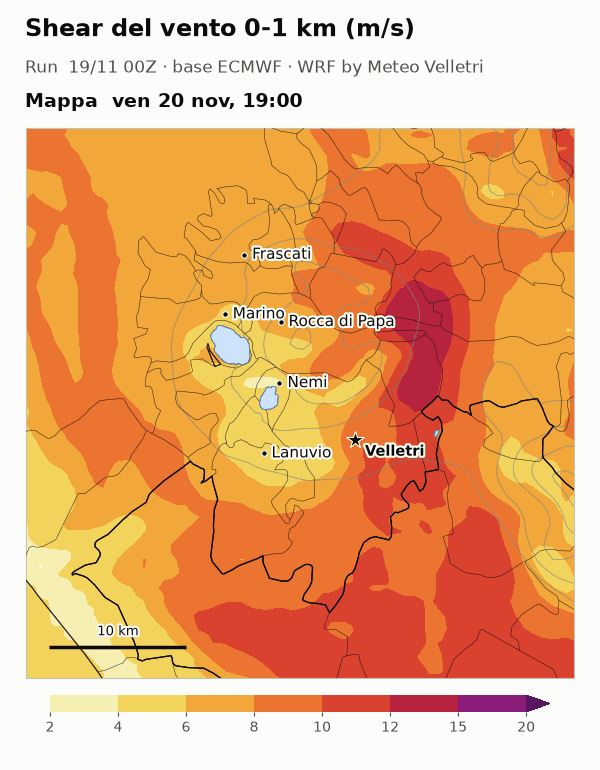 Shear del vento 0-1 km (m/s)
Run  19/11 00Z · base ECMWF · WRF by Meteo Velletri
Mappa  ven 20 nov, 19:00
Frascati
Marino
Rocca di Papa
Nemi
Velletri
Lanuvio
10 km
2 4 6 8 10 12 15 20